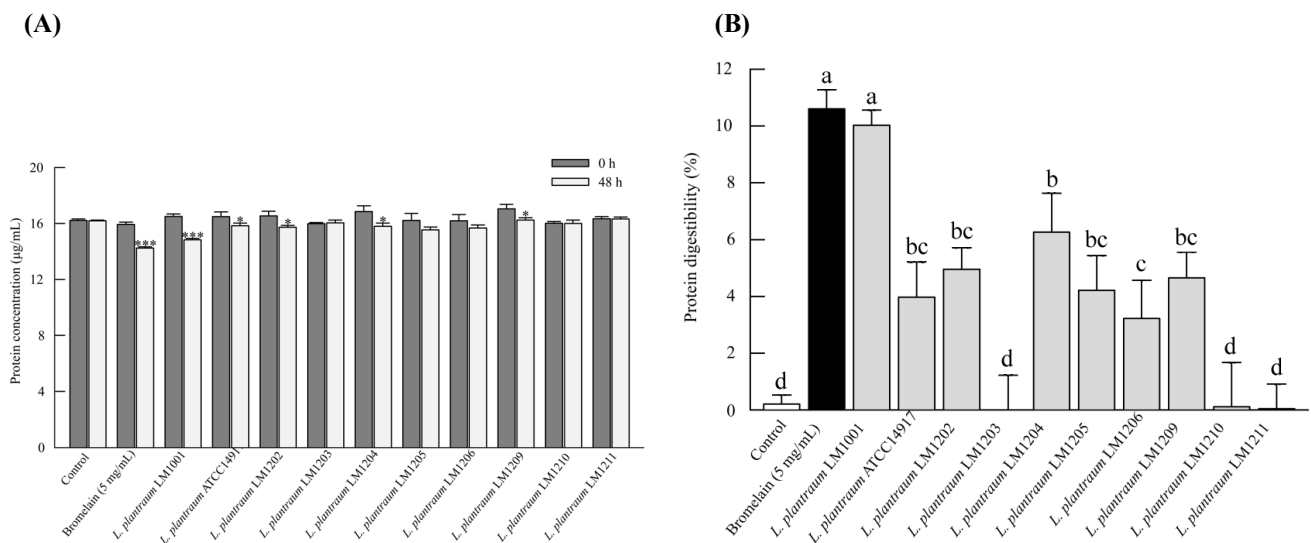 (A)
20
16
12
8
4
0
Protein concentration (μg/mL)
0 h
48 h
***
***
*
*
*
*
Control
Bromelain (5 mg/mL)
L. plantraum LM1001
L. plantraum ATCC1491
L. plantraum LM1202
L. plantraum LM1203
L. plantraum LM1204
L. plantraum LM1205
L. plantraum LM1206
L. plantraum LM1209
L. plantraum LM1210
L. plantraum LM1211
(B)
12
10
8
6
4
2
0
Protein digestibility (%)
d
a
a
bc
bc
d
b
bc
c
bc
d
d
Control
Bromelain (5 mg/mL)
L. plantraum LM1001
L. plantraum ATCC14917
L. plantraum LM1202
L. plantraum LM1203
L. plantraum LM1204
L. plantraum LM1205
L. plantraum LM1206
L. plantraum LM1209
L. plantraum LM1210
L. plantraum LM1211